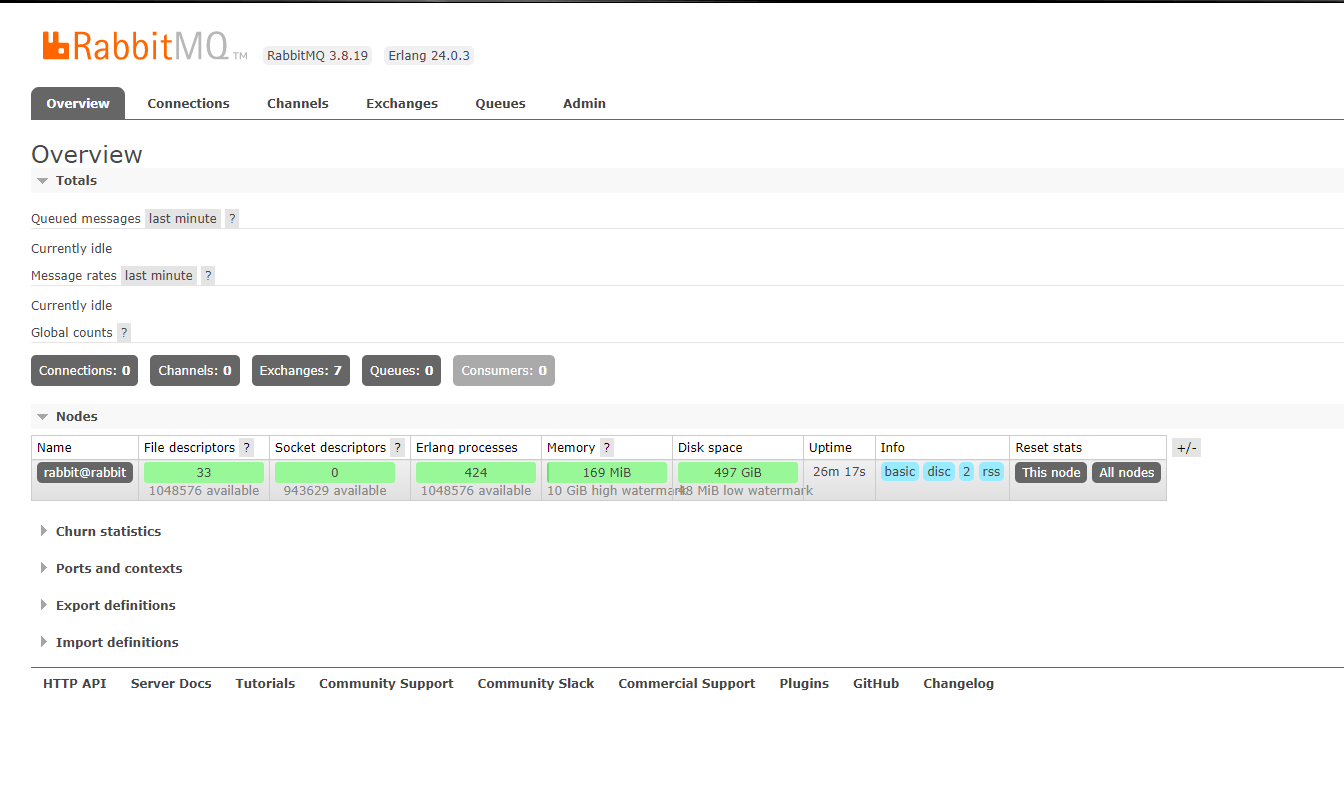 RabbitMQ TM RabbitMQ 3.8.19 Erlang 24.0.3
Overview Connections Channels Exchanges Queues Admin
Overview
Totals
Queued messages last minute ?
Currently idle
Message rates last minute ?
Currently idle
Global counts ?
Connections: 0 Channels: 0 Exchanges: 7 Queues: 0 Consumers: 0
Nodes
Name File descriptors ? Socket descriptors ? Erlang processes Memory ? Disk space Uptime Info Reset stats +/-
rabbit@rabbit 33 0 424 169 MiB 497 GiB 26m 17s basic disc 2 rss This node All nodes
1048576 available 943629 available 1048576 available 10 GiB high watermark 48 MiB low watermark
Churn statistics
Ports and contexts
Export definitions
Import definitions
HTTP API Server Docs Tutorials Community Support Community Slack Commercial Support Plugins GitHub Changelog